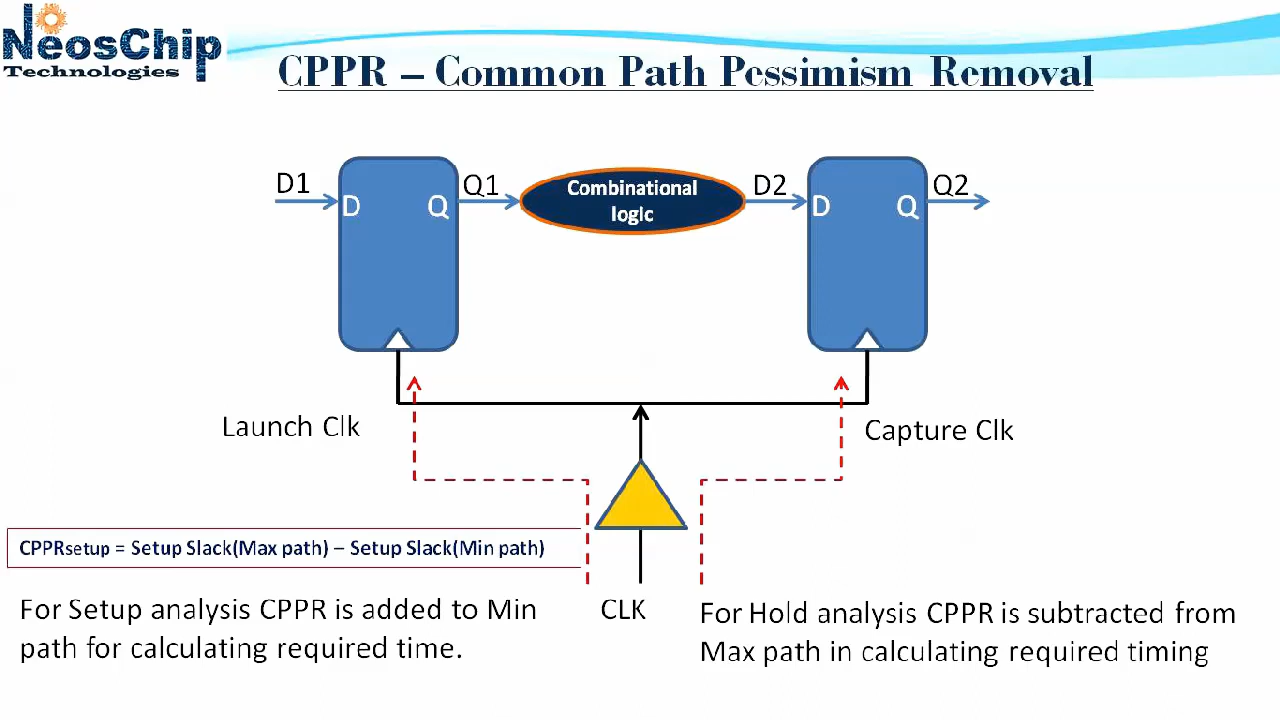 NeosChip
Technologies
CPPR – Common Path Pessimism Removal
D1
Q1
Combinational
logic
D2
Q2
D
Q
D
Q
Launch Clk
Capture Clk
CPPRsetup = Setup Slack(Max path) – Setup Slack(Min path)
For Setup analysis CPPR is added to Min
path for calculating required time.
CLK
For Hold analysis CPPR is subtracted from
Max path in calculating required timing